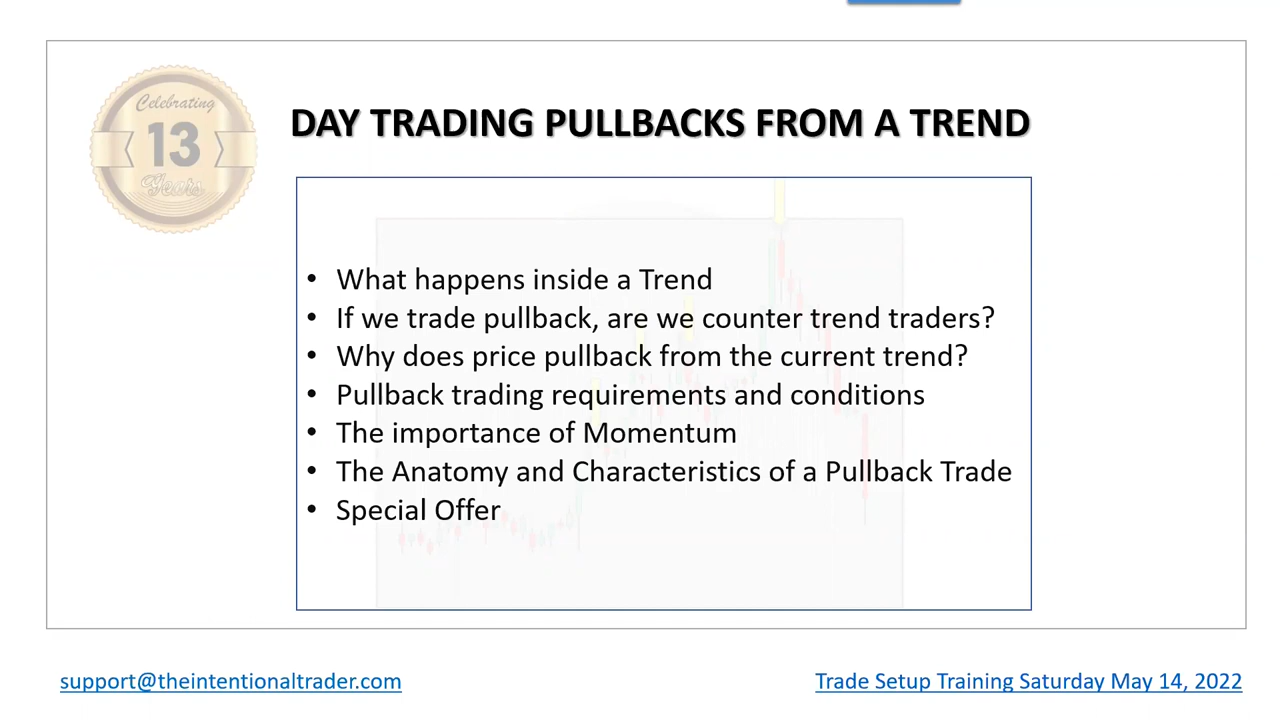 Celebrating
13
Years
DAY TRADING PULLBACKS FROM A TREND
• What happens inside a Trend
• If we trade pullback, are we counter trend traders?
• Why does price pullback from the current trend?
• Pullback trading requirements and conditions
• The importance of Momentum
• The Anatomy and Characteristics of a Pullback Trade
• Special Offer
support@theintentionaltrader.com
Trade Setup Training Saturday May 14, 2022